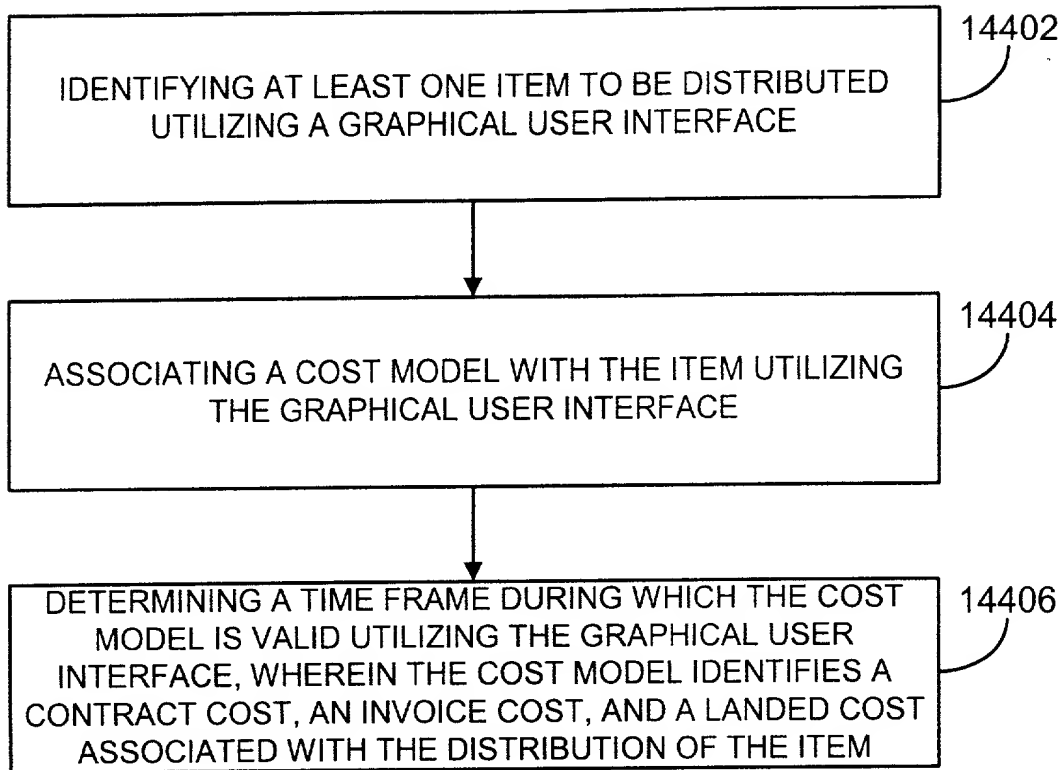 14402
IDENTIFYING AT LEAST ONE ITEM TO BE DISTRIBUTED
UTILIZING A GRAPHICAL USER INTERFACE
14404
ASSOCIATING A COST MODEL WITH THE ITEM UTILIZING
THE GRAPHICAL USER INTERFACE
14406
DETERMINING A TIME FRAME DURING WHICH THE COST
MODEL IS VALID UTILIZING THE GRAPHICAL USER
INTERFACE, WHEREIN THE COST MODEL IDENTIFIES A
CONTRACT COST, AN INVOICE COST, AND A LANDED COST
ASSOCIATED WITH THE DISTRIBUTION OF THE ITEM